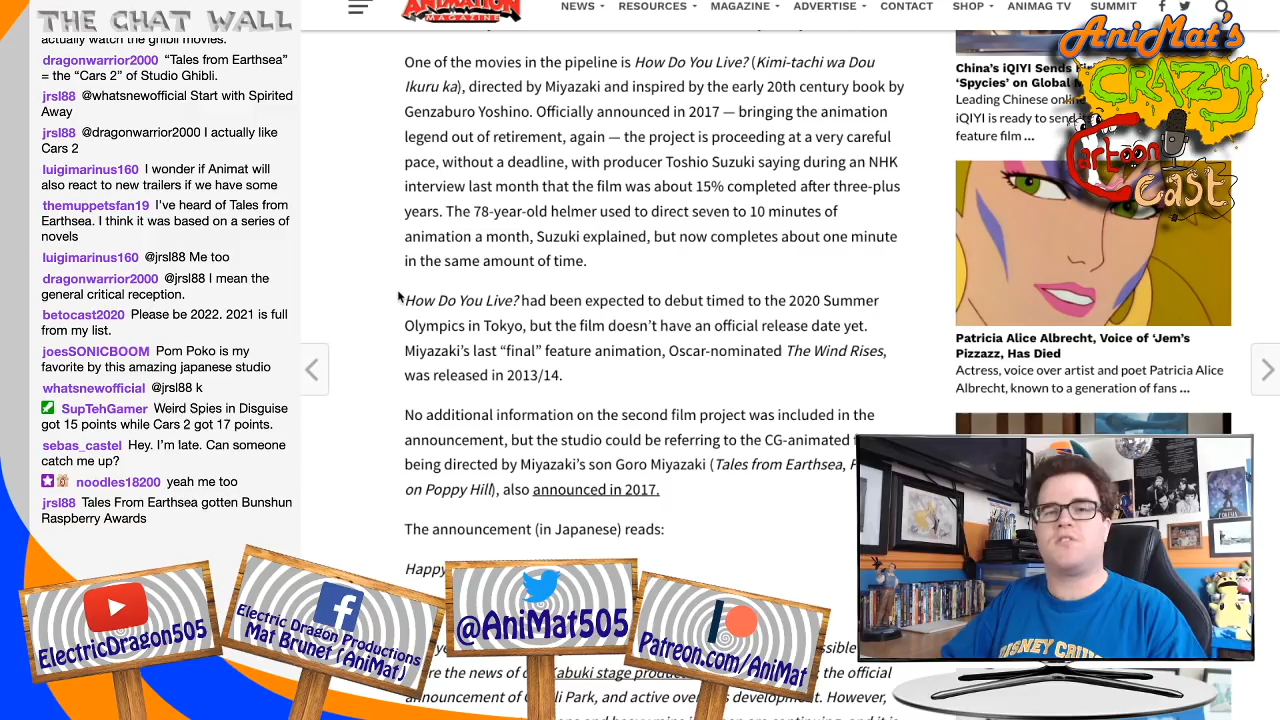 THE CHAT WALL
actually watch the ghibli movies.
dragonwarrior2000 “Tales from Earthsea”
= the “Cars 2” of Studio Ghibli.
jrsl88 @whatsnewofficial Start with Spirited
Away
jrsl88 @dragonwarrior2000 I actually like
Cars 2
luigimarinus160 I wonder if Animat will
also react to new trailers if we have some
themuppetsfan19 I've heard of Tales from
Earthsea. I think it was based on a series of
novels
luigimarinus160 @jrsl88 Me too
dragonwarrior2000 @jrsl88 I mean the
general critical reception.
betocast2020 Please be 2022. 2021 is full
from my list.
joesSONICBOOM Pom Poko is my
favorite by this amazing japanese studio
whatsnewofficial @jrsl88 k
SupTehGamer Weird Spies in Disguise
got 15 points while Cars 2 got 17 points.
sebas_castel Hey. I'm late. Can someone
catch me up?
noodles18200 yeah me too
jrsl88 Tales From Earthsea gotten Bunshun
Raspberry Awards
ANIMATION
MAGAZINE
NEWS RESOURCES MAGAZINE ADVERTISE CONTACT SHOP ANIMAG TV SUMMIT
One of the movies in the pipeline is How Do You Live? (Kimi-tachi wa Dou
Ikuru ka), directed by Miyazaki and inspired by the early 20th century book by
Genzaburo Yoshino. Officially announced in 2017 — bringing the animation
legend out of retirement, again — the project is proceeding at a very careful
pace, without a deadline, with producer Toshio Suzuki saying during an NHK
interview last month that the film was about 15% completed after three-plus
years. The 78-year-old helmer used to direct seven to 10 minutes of
animation a month, Suzuki explained, but now completes about one minute
in the same amount of time.
How Do You Live? had been expected to debut timed to the 2020 Summer
Olympics in Tokyo, but the film doesn’t have an official release date yet.
Miyazaki’s last “final” feature animation, Oscar-nominated The Wind Rises,
was released in 2013/14.
No additional information on the second film project was included in the
announcement, but the studio could be referring to the CG-animated
being directed by Miyazaki’s son Goro Miyazaki (Tales from Earthsea,
on Poppy Hill), also announced in 2017.
The announcement (in Japanese) reads:
Happy
the news of Kabuki stage the official
announcement of Park, and active development. However,
AniMat's
CRAZY
Cartoon
Cast
China’s iQIYI Sends
‘Spycies’ on Global
Leading Chinese
iQIYI is ready to
feature film ...
Patricia Alice Albrecht, Voice of ‘Jem’s
Pizzazz, Has Died
Actress, voice over artist and poet Patricia Alice
Albrecht, known to a generation of fans ...
DISNEY
ElectricDragon505
Electric Dragon Productions
Mat Brunet (AniMat)
@AniMat505
Patreon.com/AniMat